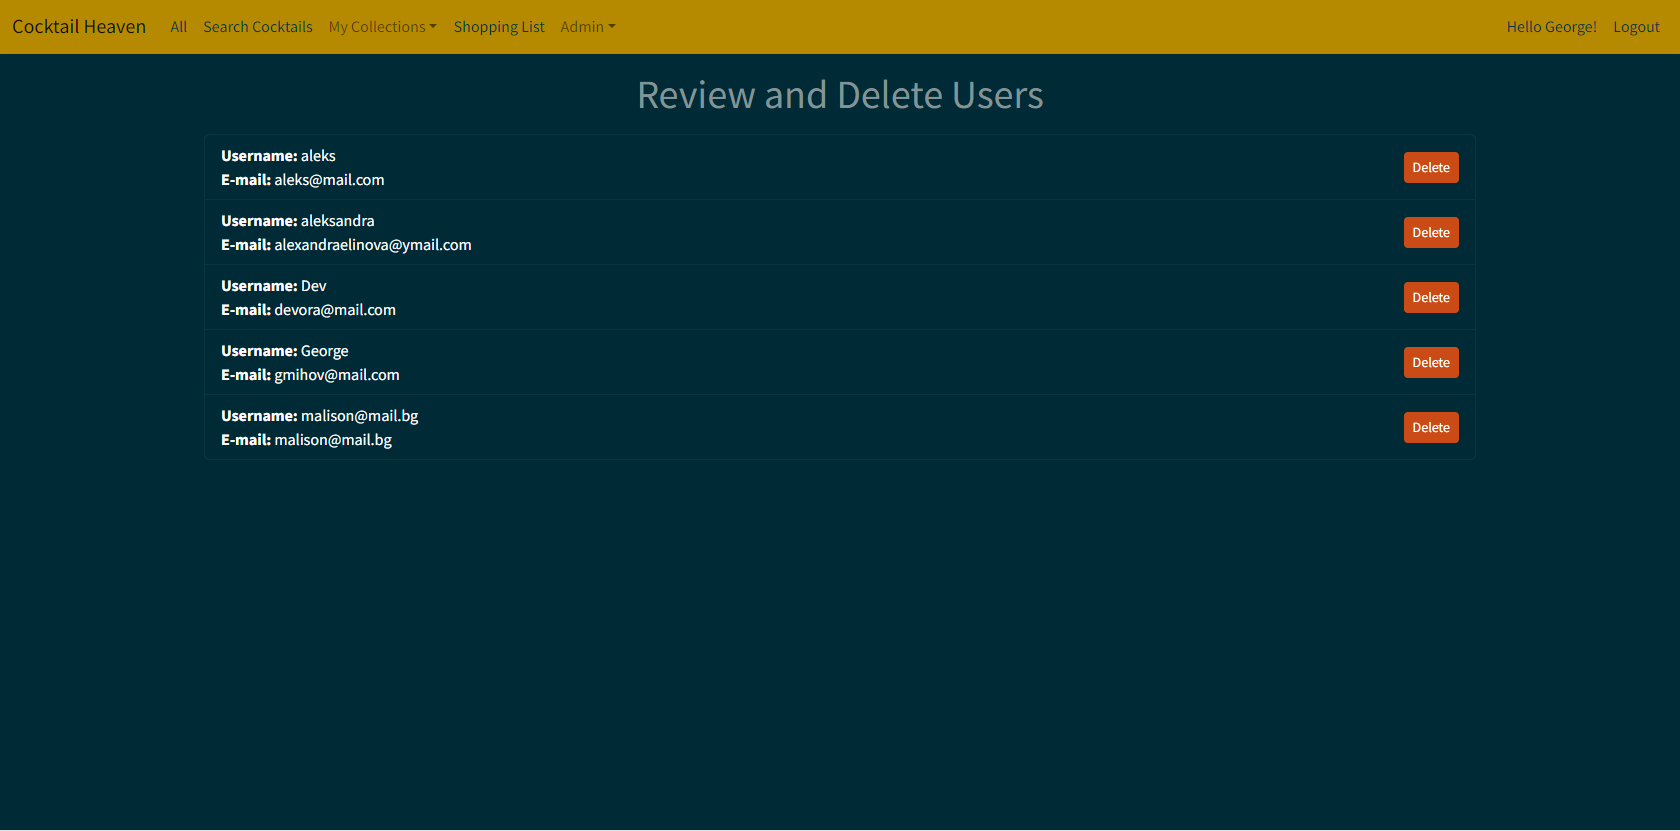 Cocktail Heaven All Search Cocktails My Collections Shopping List Admin Hello George! Logout
Review and Delete Users
Username: aleks
E-mail: aleks@mail.com
Delete
Username: aleksandra
E-mail: alexandraelinova@ymail.com
Delete
Username: Dev
E-mail: devora@mail.com
Delete
Username: George
E-mail: gmihov@mail.com
Delete
Username: malison@mail.bg
E-mail: malison@mail.bg
Delete